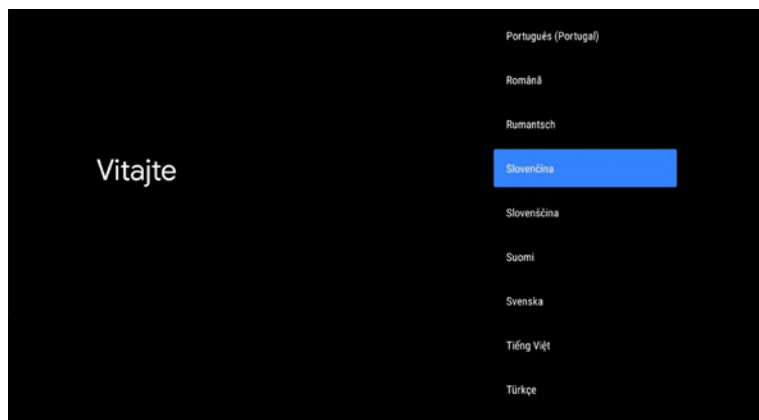 Vitajte
Português (Portugal)
Română
Rumantsch
Slovenčina
Slovenščina
Suomi
Svenska
Tiếng Việt
Türkçe